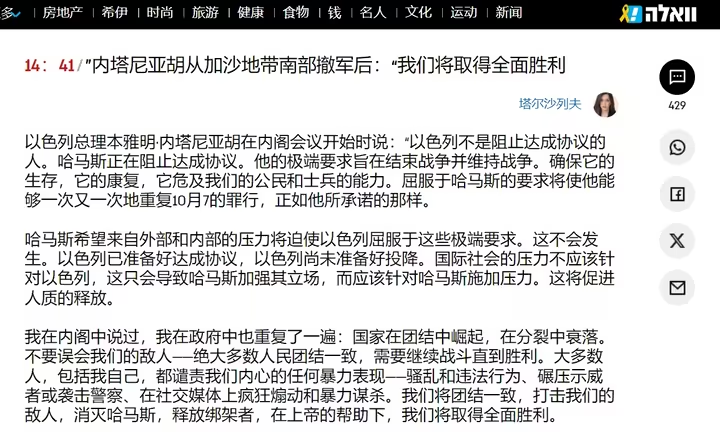 多 | 房地产 | 希伊 | 时尚 | 旅游 | 健康 | 食物 | 钱 | 名人 | 文化 | 运动 | 新闻 וואלה!
14：41/"内塔尼亚胡从加沙地带南部撤军后：“我们将取得全面胜利
塔尔沙列夫
429
以色列总理本雅明·内塔尼亚胡在内阁会议开始时说：“以色列不是阻止达成协议的
人。哈马斯正在阻止达成协议。他的极端要求旨在结束战争并维持战争。确保它的
生存，它的康复，它危及我们的公民和士兵的能力。屈服于哈马斯的要求将使他能
够一次又一次地重复10月7的罪行，正如他所承诺的那样。
哈马斯希望来自外部和内部的压力将迫使以色列屈服于这些极端要求。这不会发
生。以色列已准备好达成协议，以色列尚未准备好投降。国际社会的压力不应该针
对以色列，这只会导致哈马斯加强其立场，而应该针对哈马斯施加压力。这将促进
人质的释放。
我在内阁中说过，我在政府中也重复了一遍：国家在团结中崛起，在分裂中衰落。
不要误会我们的敌人——绝大多数人民团结一致，需要继续战斗直到胜利。大多数
人，包括我自己，都谴责我们内心的任何暴力表现——骚乱和违法行为、碾压示威
者或袭击警察、在社交媒体上疯狂煽动和暴力谋杀。我们将团结一致，打击我们的
敌人，消灭哈马斯，释放绑架者，在上帝的帮助下，我们将取得全面胜利。